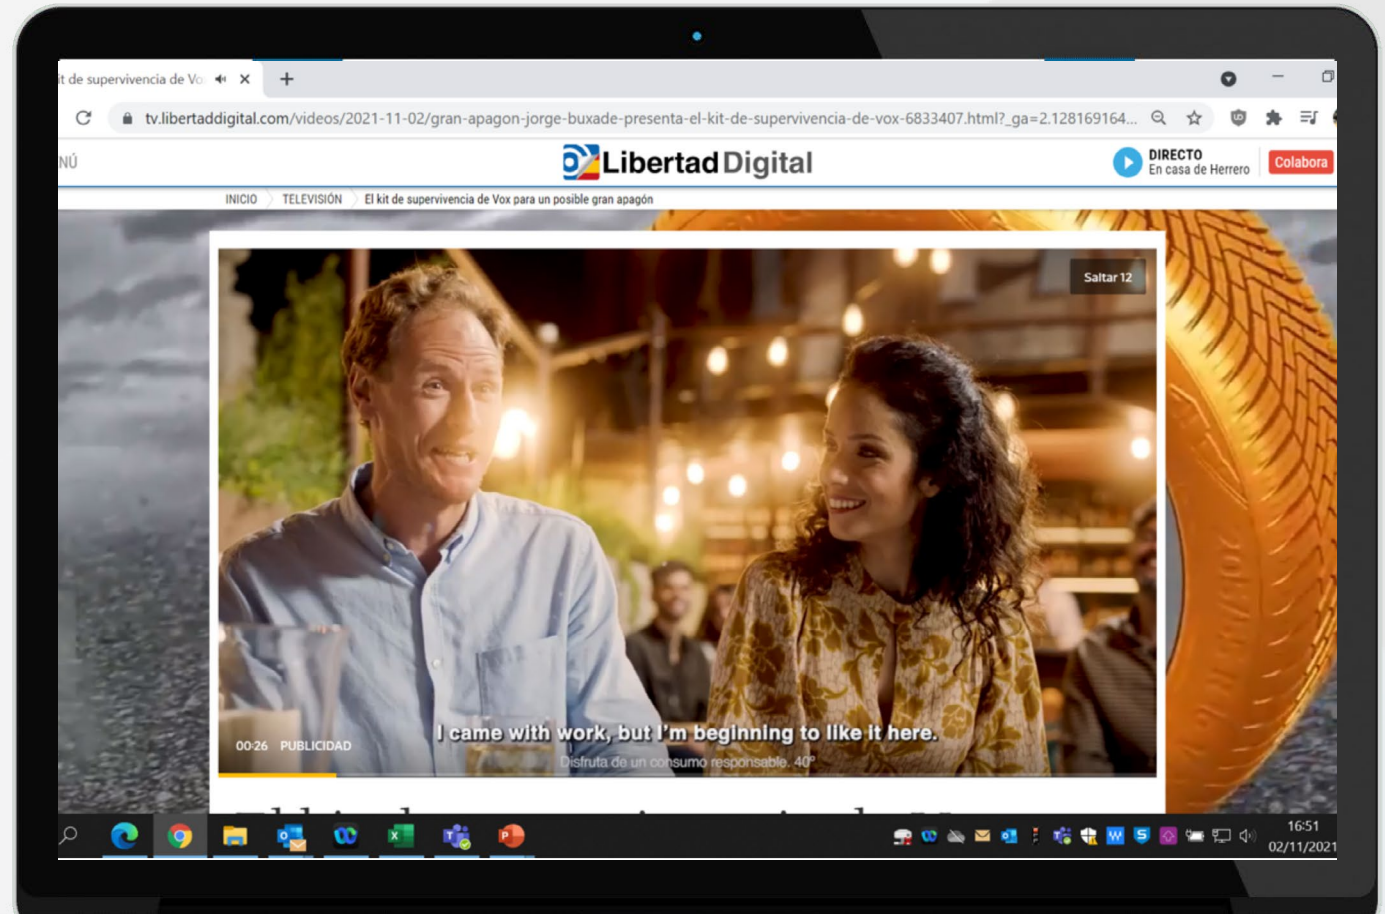 it de supervivencia de Vo
tv.libertaddigital.com/videos/2021-11-02/gran-apagon-jorge-buxade-presenta-el-kit-de-supervivencia-de-vox-6833407.html?_ga=2.128169164...
NÚ
Libertad Digital
DIRECTO
En casa de Herrero
Colabora
INICIO
TELEVISIÓN
El kit de supervivencia de Vox para un posible gran apagón
Saltar 12
I came with work, but I'm beginning to like it here.
00:26 PUBLICIDAD
Disfruta de un consumo responsable. 40º
16:51
02/11/2021